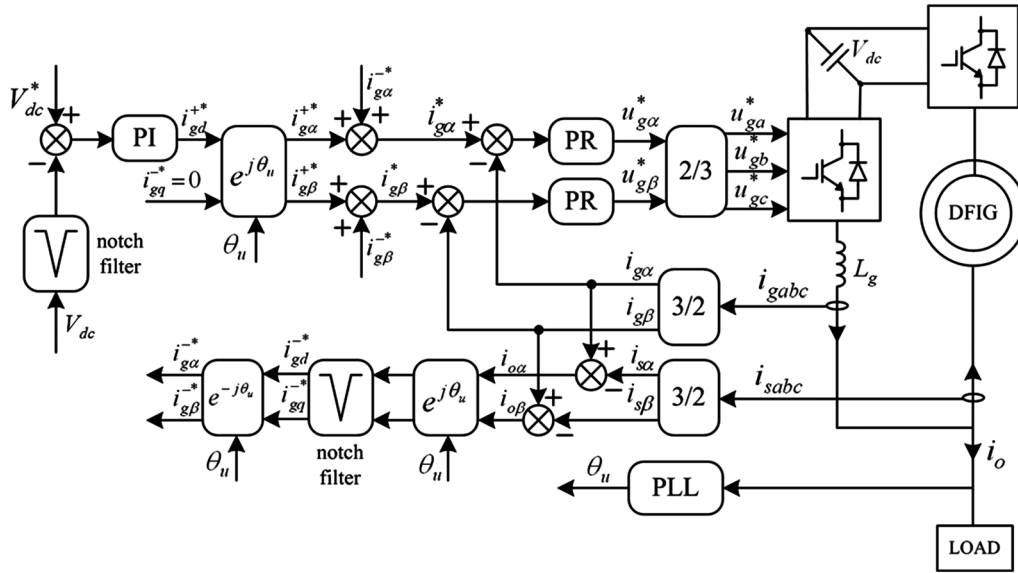 V*dc
+
−
PI
i+*gd
i−*gq = 0
e^jθu
θu
notch
filter
Vdc
i+*gα
i+*gβ
i−*gα
+
+
+
+
i−*gβ
i*gα
i*gβ
+
−
+
−
PR
PR
u*gα
u*gβ
2/3
u*ga
u*gb
u*gc
Vdc
DFIG
Lg
igα
igβ
3/2
igabc
isα
isβ
3/2
isabc
+
−
+
−
ioα
ioβ
e^jθu
θu
notch
filter
i−*gd
i−*gq
e^−jθu
θu
i−*gα
i−*gβ
θu
PLL
io
LOAD